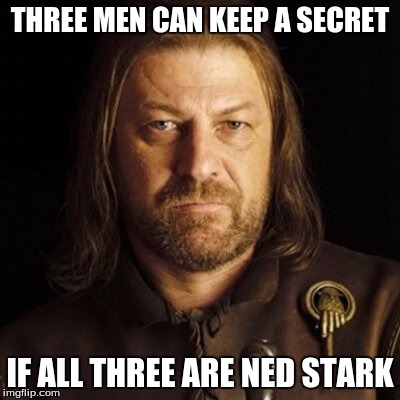 THREE MEN CAN KEEP A SECRET
IF ALL THREE ARE NED STARK
imgflip.com